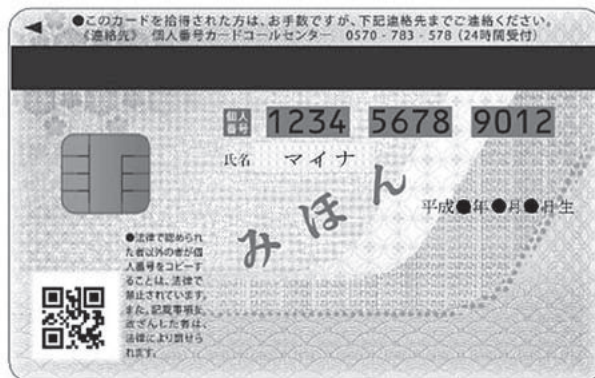 ●このカードを拾得された方は、お手数ですが、下記連絡先までご連絡ください。
《連絡先》 個人番号カードコールセンター 0570-783-578（24時間受付）
個人番号 1234 5678 9012
氏名 マイナ
平成●年●月●日生
みほん
●法律で認められ
た者以外の者が個
人番号をコピーす
ることは、法律で
禁止されています。
また、記載事項を
改ざんした者は、
法律により罰せら
れます。